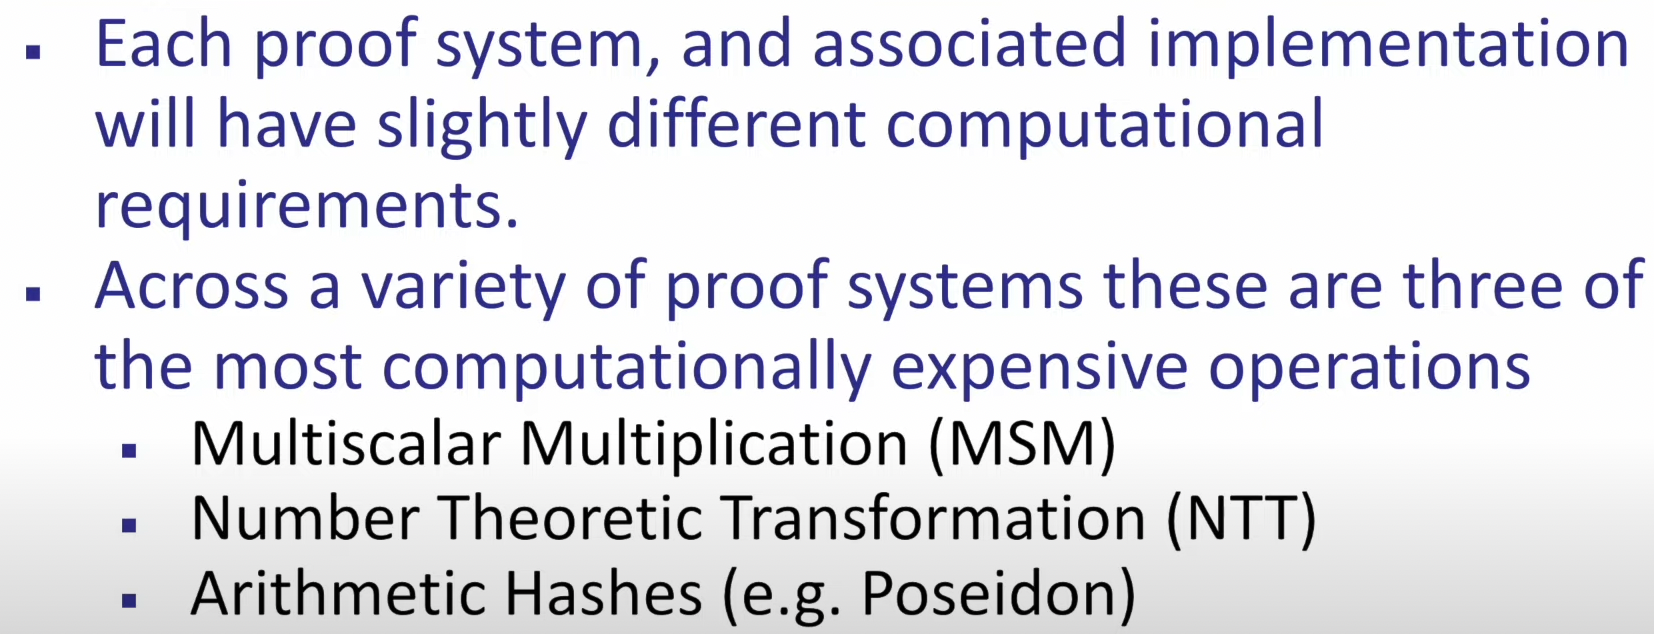 ▪ Each proof system, and associated implementation
will have slightly different computational
requirements.
▪ Across a variety of proof systems these are three of
the most computationally expensive operations
▪ Multiscalar Multiplication (MSM)
▪ Number Theoretic Transformation (NTT)
▪ Arithmetic Hashes (e.g. Poseidon)